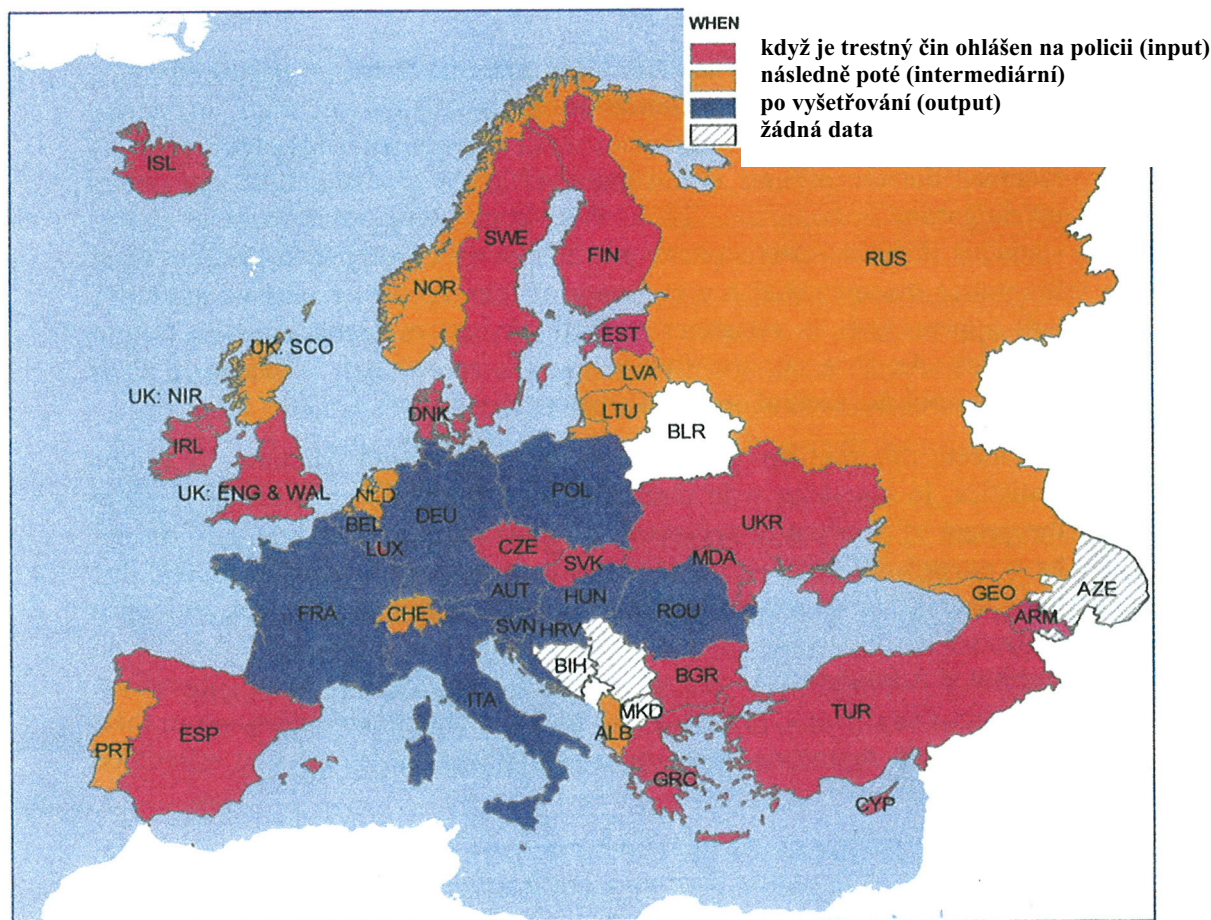 WHEN
když je trestný čin ohlášen na policii (input)
následně poté (intermediární)
po vyšetřování (output)
žádná data
ISL
SWE
FIN
RUS
NOR
EST
UK: SCO
LVA
UK: NIR
DNK
LTU
BLR
IRL
UK: ENG & WAL
NLD
POL
DEU
BEL
UKR
LUX
CZE
SVK
MDA
AUT
HUN
GEO
AZE
FRA
CHE
ROU
ARM
SVN
HRV
BIH
BGR
ITA
MKD
TUR
ESP
ALB
PRT
GRC
CYP